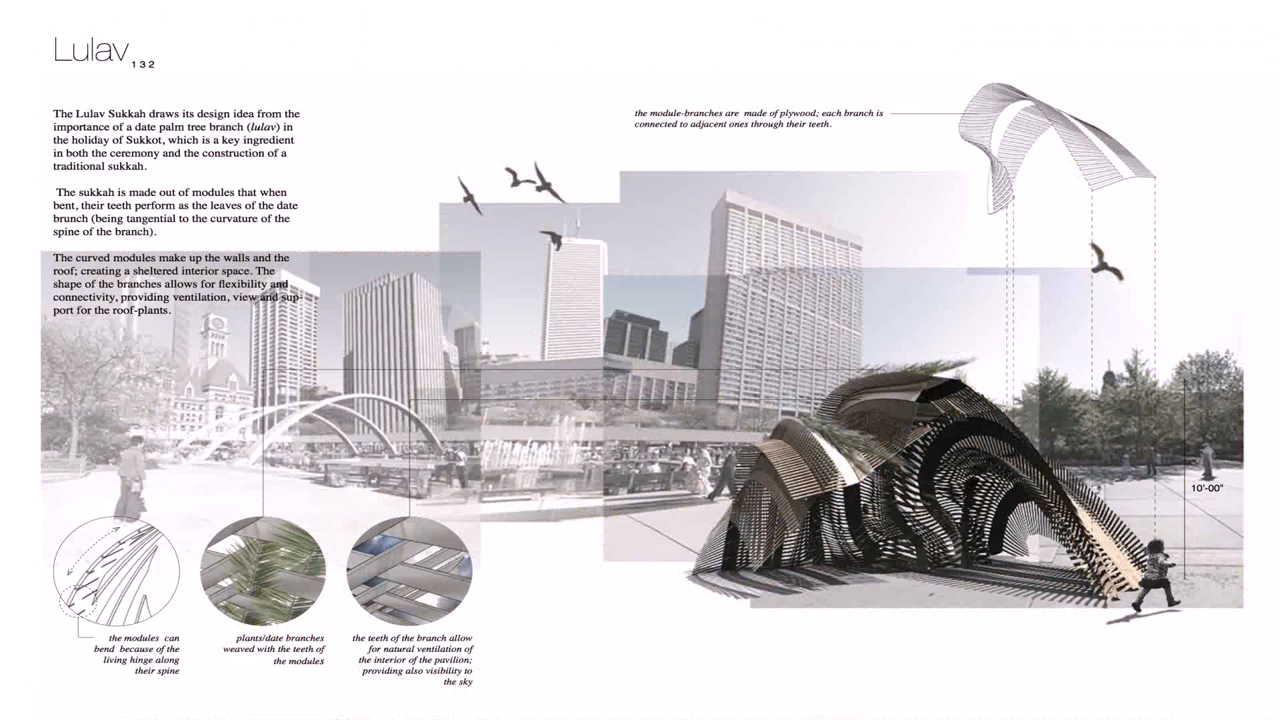 Lulav
132
The Lulav Sukkah draws its design idea from the
importance of a date palm tree branch (lulav) in
the holiday of Sukkot, which is a key ingredient
in both the ceremony and the construction of a
traditional sukkah.
The sukkah is made out of modules that when
bent, their teeth perform as the leaves of the date
brunch (being tangential to the curvature of the
spine of the branch).
The curved modules make up the walls and the
roof; creating a sheltered interior space. The
shape of the branches allows for flexibility and
connectivity, providing ventilation, view and sup-
port for the roof-plants.
the module-branches are made of plywood; each branch is
connected to adjacent ones through their teeth.
10'-00"
the modules can
bend because of the
living hinge along
their spine
plants/date branches
weaved with the teeth of
the modules
the teeth of the branch allow
for natural ventilation of
the interior of the pavilion;
providing also visibility to
the sky